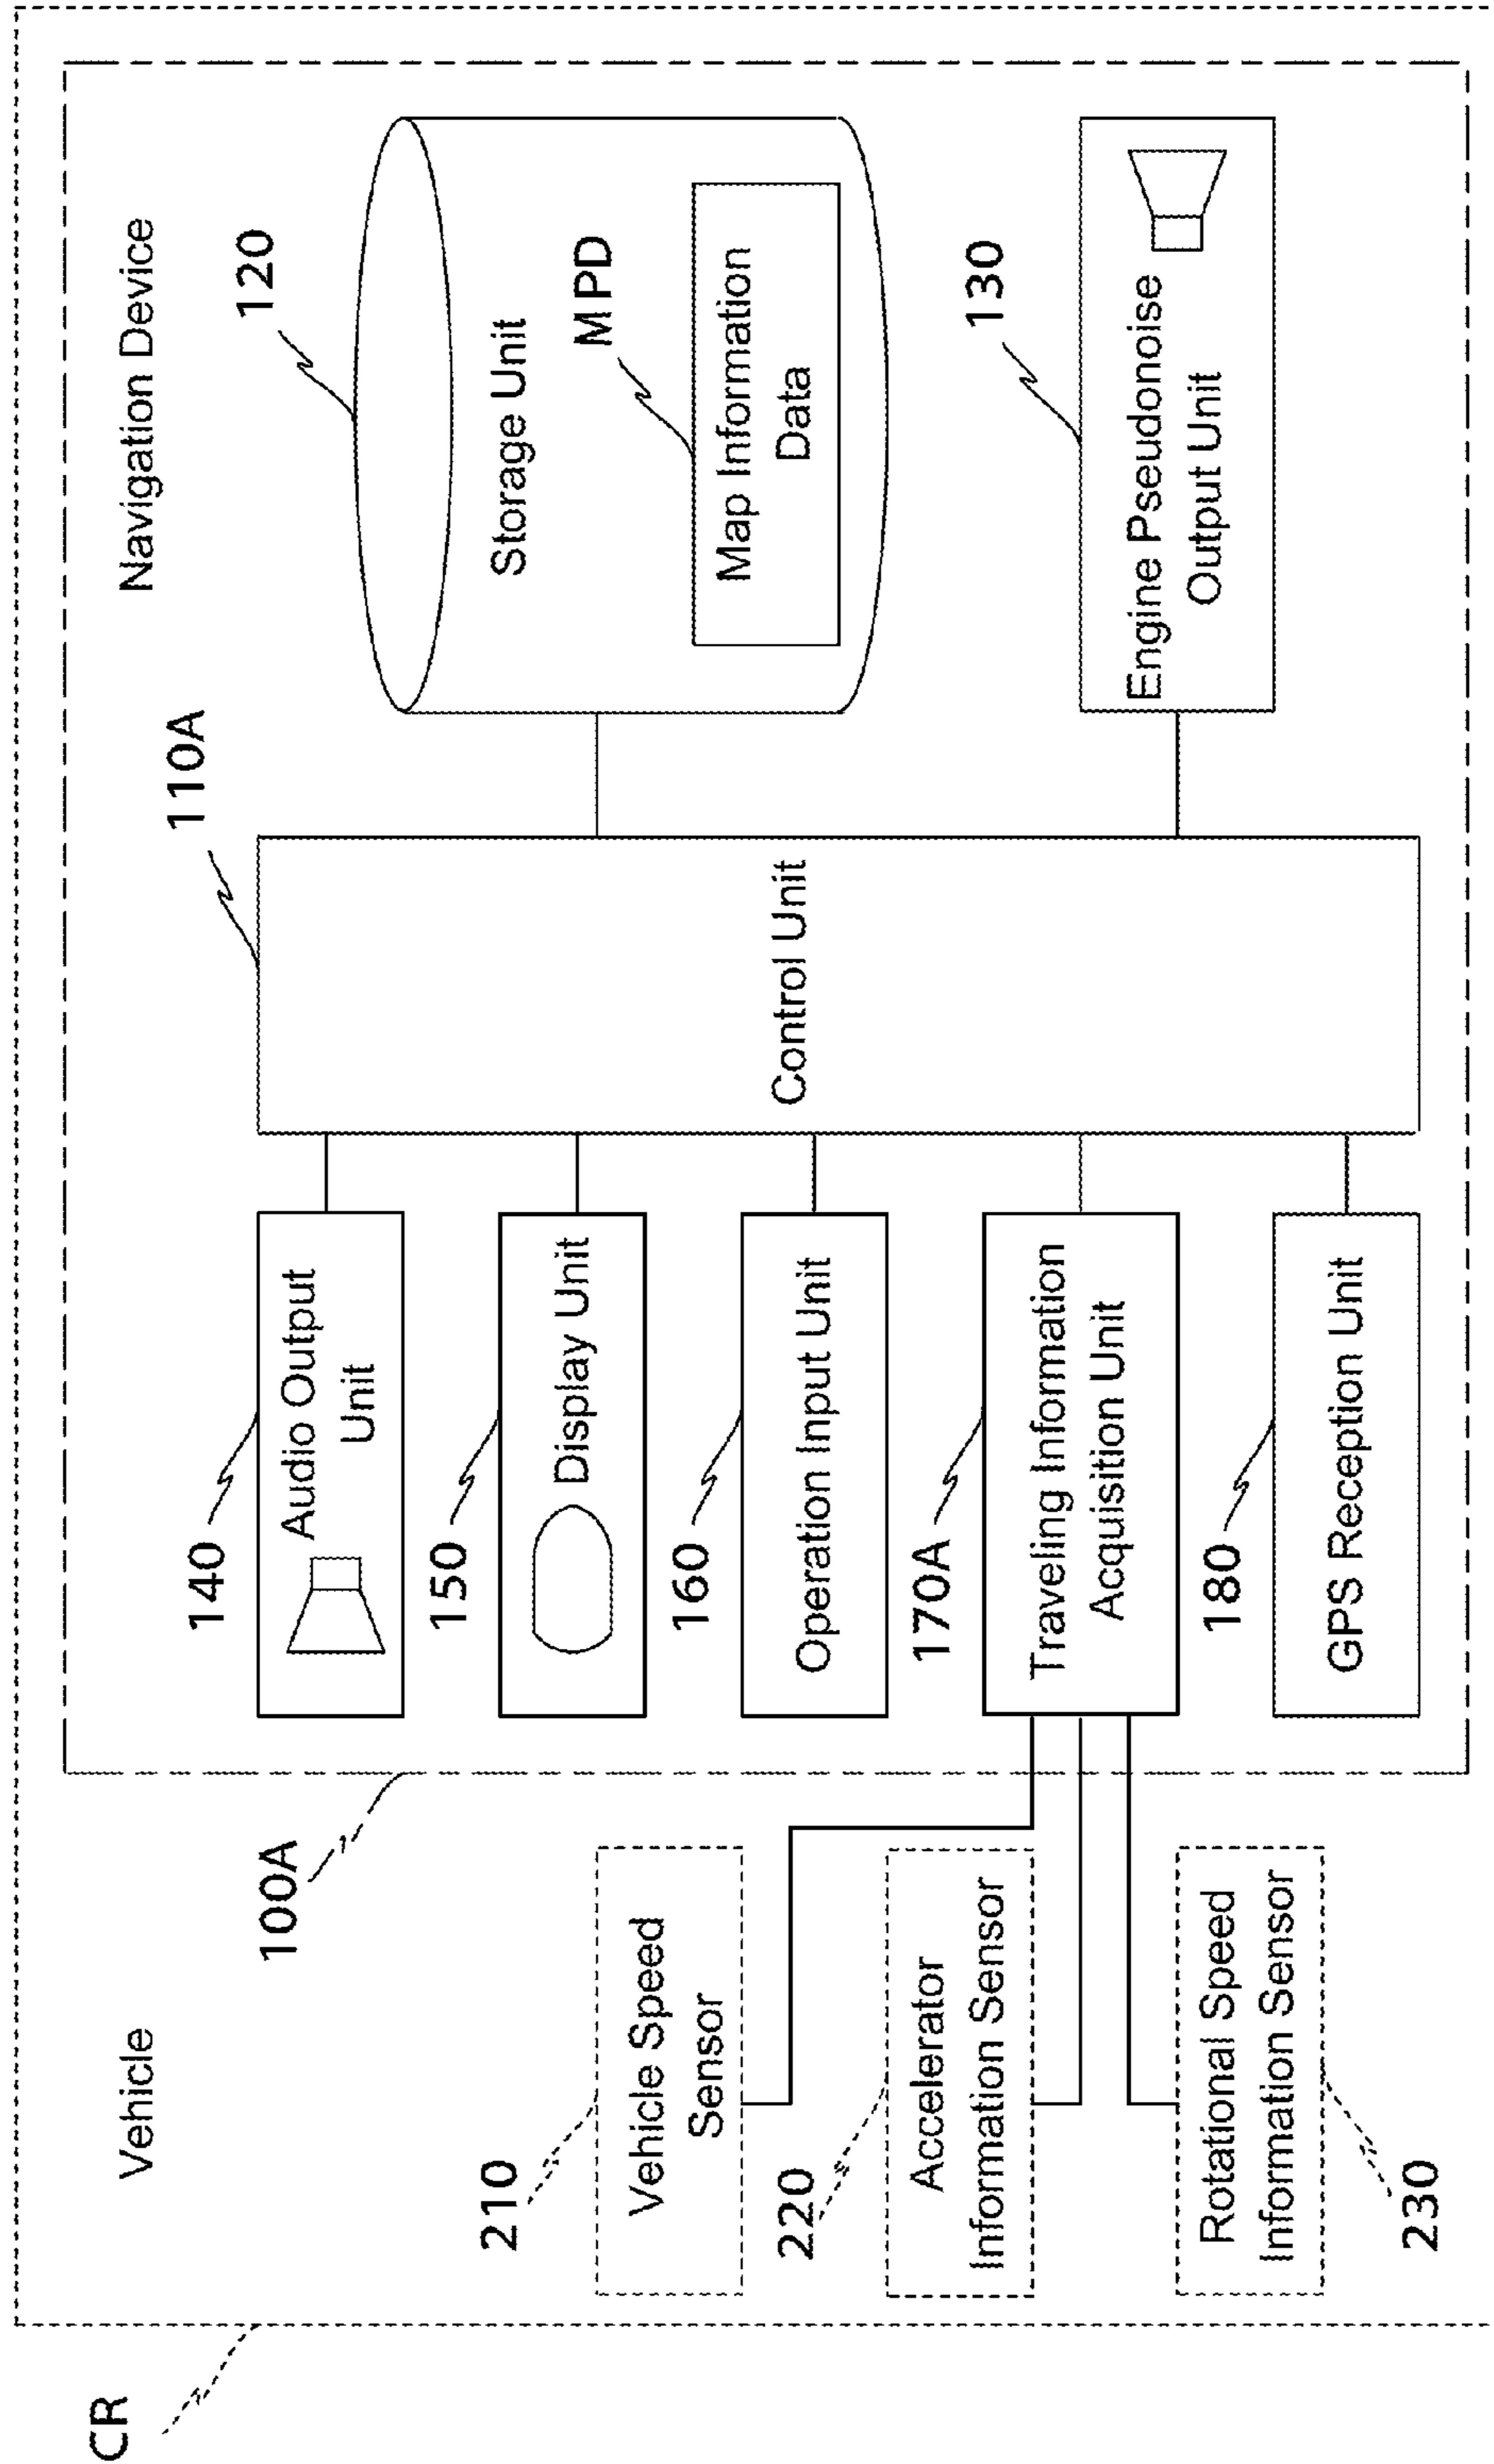 CR
Vehicle
Navigation Device
100A
110A
120
Storage Unit
MPD
Map Information
Data
130
Engine Pseudonoise
Output Unit
Control Unit
140
Audio Output
Unit
150
Display Unit
160
Operation Input Unit
170A
Traveling Information
Acquisition Unit
180
GPS Reception Unit
210
Vehicle Speed
Sensor
220
Accelerator
Information Sensor
Rotational Speed
Information Sensor
230